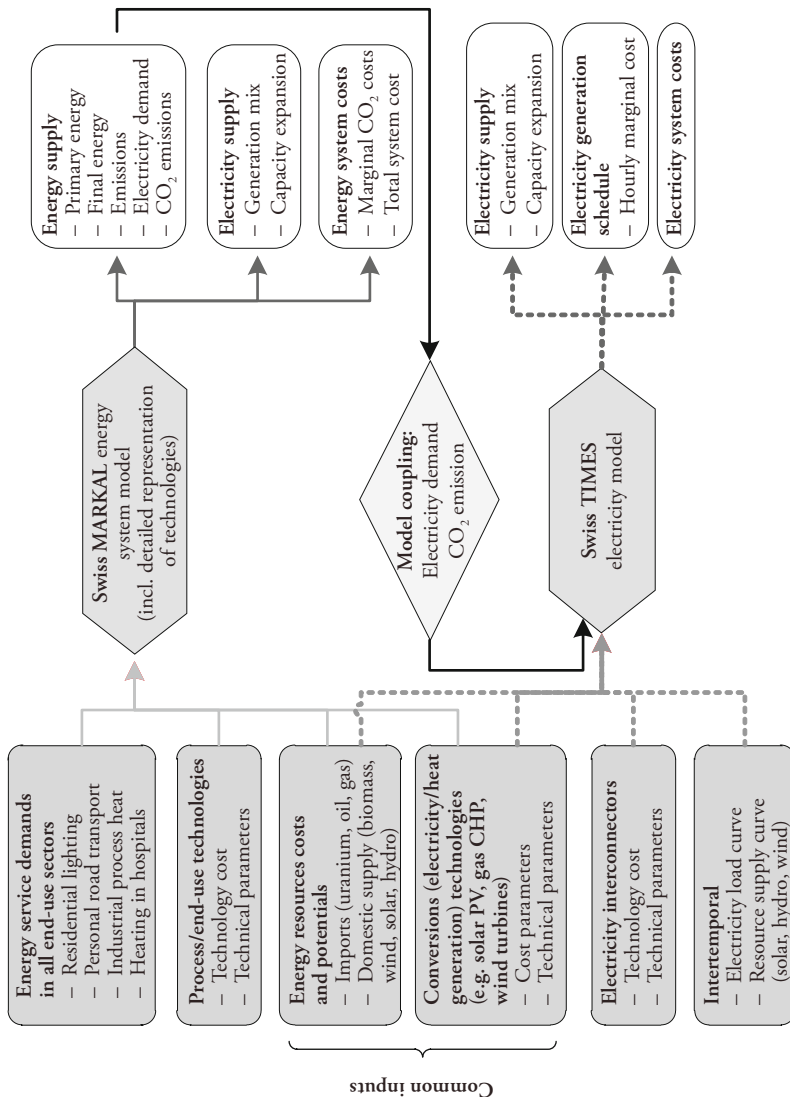 Energy service demands
in all end-use sectors
– Residential lighting
– Personal road transport
– Industrial process heat
– Heating in hospitals
Process/end-use technologies
– Technology cost
– Technical parameters
Common inputs
Energy resources costs
and potentials
– Imports (uranium, oil, gas)
– Domestic supply (biomass,
wind, solar, hydro)
Conversions (electricity/heat
generation) technologies
(e.g. solar PV, gas CHP,
wind turbines)
– Cost parameters
– Technical parameters
Electricity interconnectors
– Technology cost
– Technical parameters
Intertemporal
– Electricity load curve
– Resource supply curve
(solar, hydro, wind)
Swiss MARKAL energy
system model
(incl. detailed representation
of technologies)
Model coupling:
Electricity demand
CO₂ emission
Swiss TIMES
electricity model
Energy supply
– Primary energy
– Final energy
– Emissions
– Electricity demand
– CO₂ emissions
Electricity supply
– Generation mix
– Capacity expansion
Energy system costs
– Marginal CO₂ costs
– Total system cost
Electricity supply
– Generation mix
– Capacity expansion
Electricity generation
schedule
– Hourly marginal cost
Electricity system costs